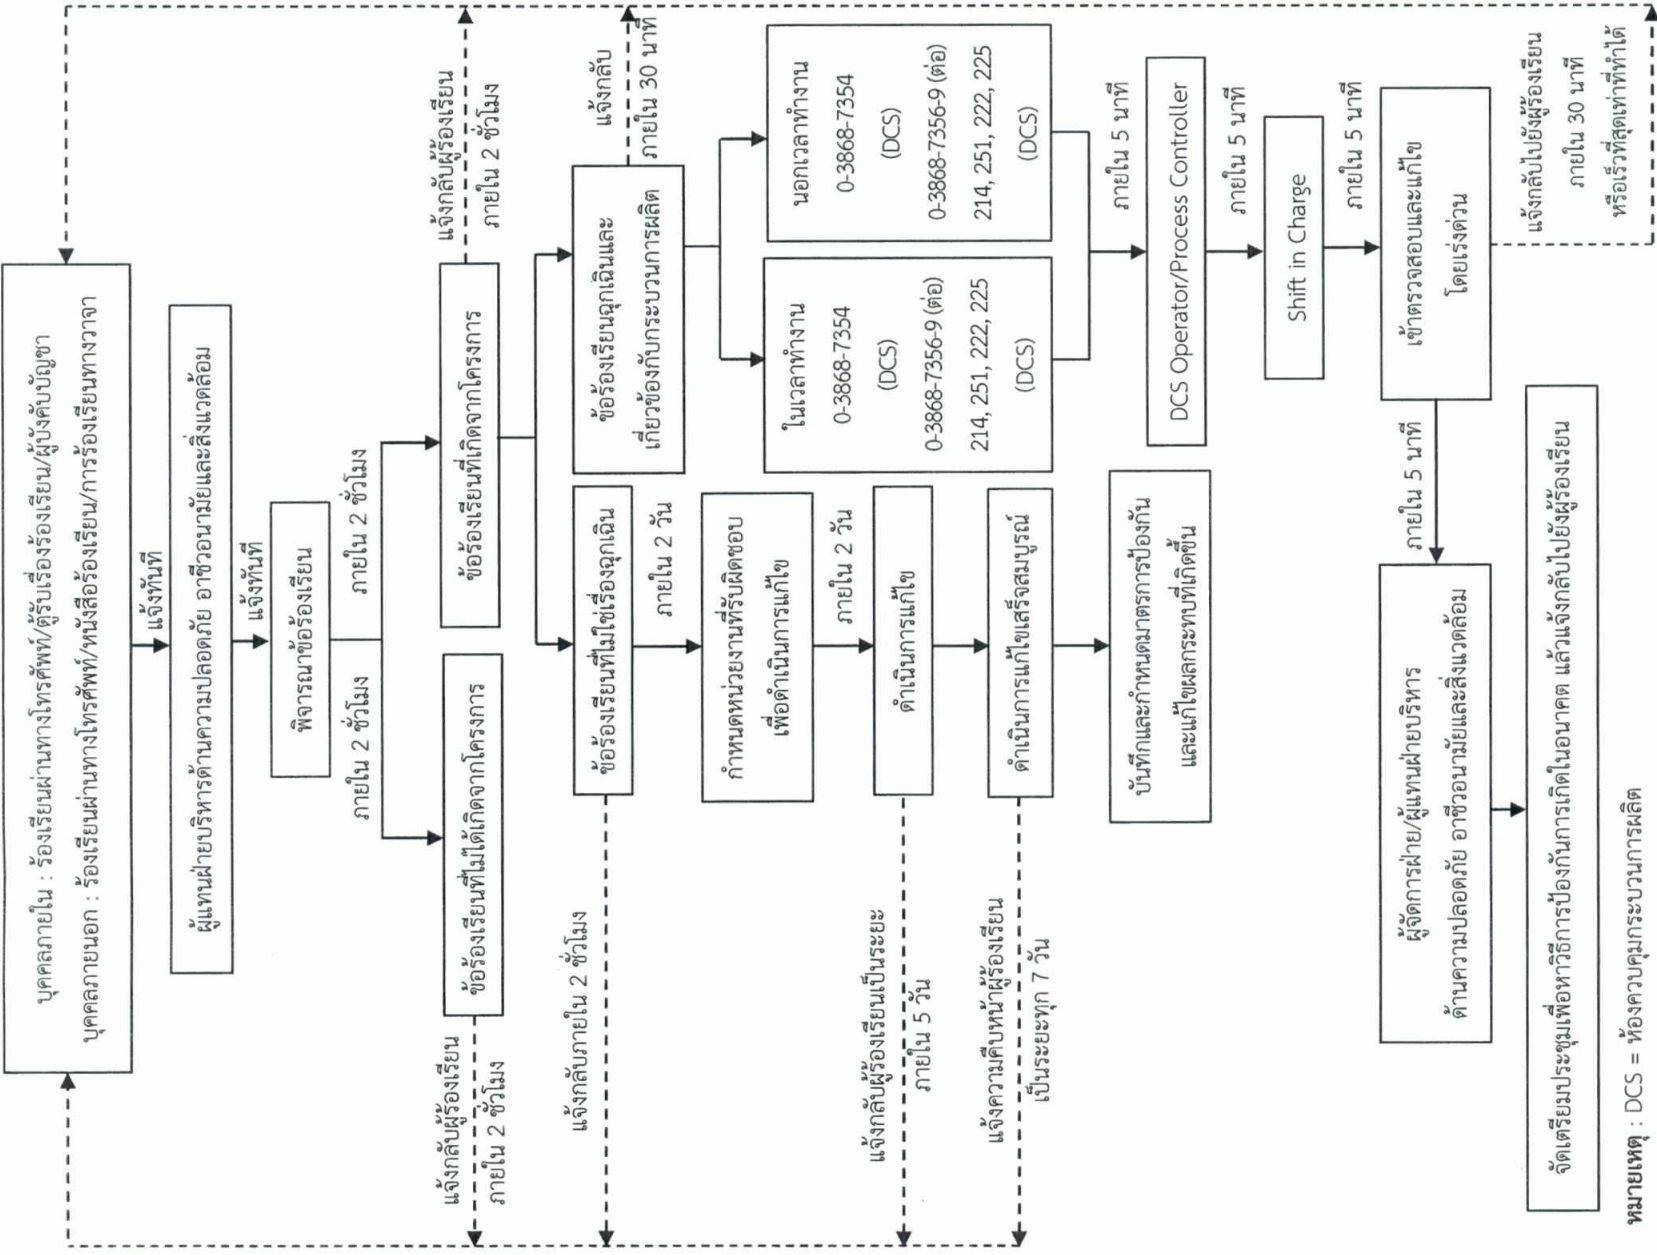 บุคคลภายใน : ร้องเรียนผ่านทางโทรศัพท์/ตู้รับเรื่องร้องเรียน/ผู้บังคับบัญชา
บุคคลภายนอก : ร้องเรียนผ่านทางโทรศัพท์/หนังสือร้องเรียน/การร้องเรียนทางวาจา
แจ้งทันที
ผู้แทนฝ่ายบริหารด้านความปลอดภัย อาชีวอนามัยและสิ่งแวดล้อม
แจ้งทันที
พิจารณาข้อร้องเรียน
ภายใน 2 ชั่วโมง
ภายใน 2 ชั่วโมง
แจ้งกลับผู้ร้องเรียน
ภายใน 2 ชั่วโมง
ข้อร้องเรียนที่ไม่ได้เกิดจากโครงการ
ข้อร้องเรียนที่เกิดจากโครงการ
แจ้งกลับผู้ร้องเรียน
ภายใน 2 ชั่วโมง
แจ้งกลับภายใน 2 ชั่วโมง
ข้อร้องเรียนที่ไม่ใช่เรื่องฉุกเฉิน
ข้อร้องเรียนฉุกเฉินและ
เกี่ยวข้องกับกระบวนการผลิต
แจ้งกลับ
ภายใน 30 นาที
ภายใน 2 วัน
กำหนดหน่วยงานที่รับผิดชอบ
เพื่อดำเนินการแก้ไข
ภายใน 2 วัน
แจ้งกลับผู้ร้องเรียนเป็นระยะ
ภายใน 5 วัน
ดำเนินการแก้ไข
แจ้งความคืบหน้าผู้ร้องเรียน
เป็นระยะทุก 7 วัน
ดำเนินการแก้ไขเสร็จสมบูรณ์
บันทึกและกำหนดมาตรการป้องกัน
และแก้ไขผลกระทบที่เกิดขึ้น
ในเวลาทำงาน
0-3868-7354
(DCS)
0-3868-7356-9 (ต่อ)
214, 251, 222, 225
(DCS)
นอกเวลาทำงาน
0-3868-7354
(DCS)
0-3868-7356-9 (ต่อ)
214, 251, 222, 225
(DCS)
ภายใน 5 นาที
DCS Operator/Process Controller
ภายใน 5 นาที
Shift in Charge
ภายใน 5 นาที
เข้าตรวจสอบและแก้ไข
โดยเร่งด่วน
แจ้งกลับไปยังผู้ร้องเรียน
ภายใน 30 นาที
หรือเร็วที่สุดเท่าที่ทำได้
ภายใน 5 นาที
ผู้จัดการฝ่าย/ผู้แทนฝ่ายบริหาร
ด้านความปลอดภัย อาชีวอนามัยและสิ่งแวดล้อม
จัดเตรียมประชุมเพื่อหาวิธีการป้องกันการเกิดในอนาคต แล้วแจ้งกลับไปยังผู้ร้องเรียน
หมายเหตุ : DCS = ห้องควบคุมกระบวนการผลิต